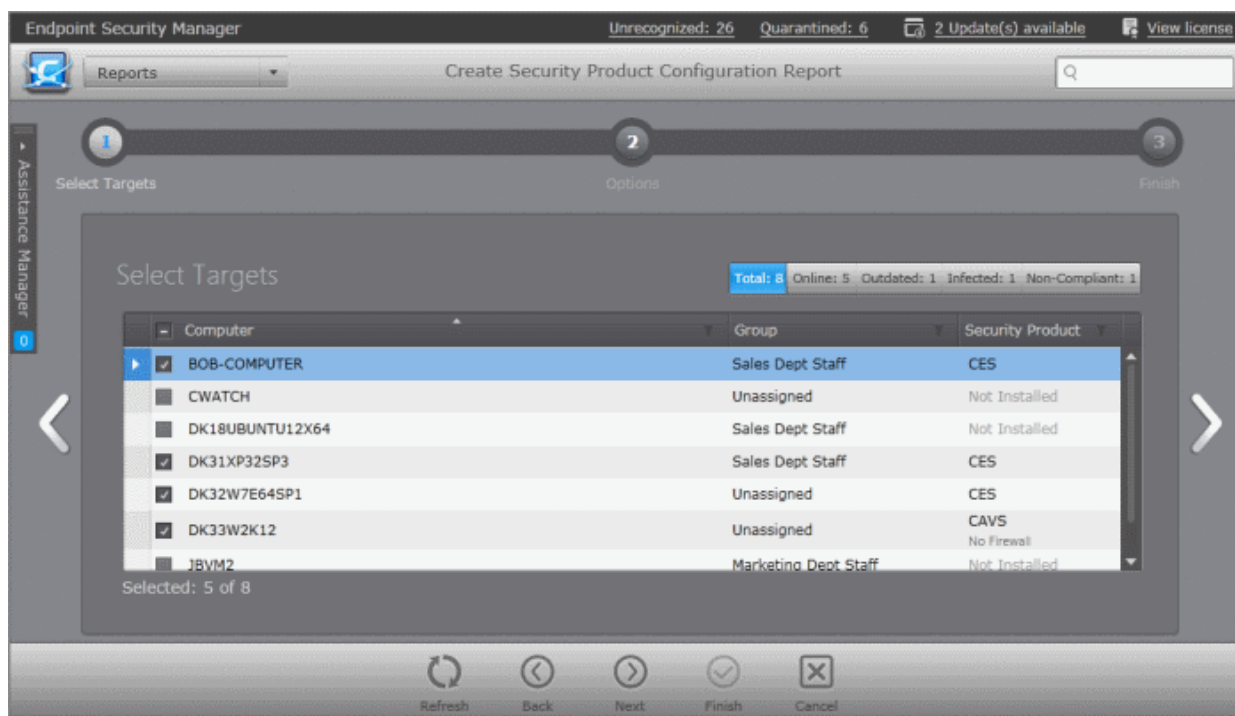 Endpoint Security Manager Unrecognized: 26 Quarantined: 6 2 Update(s) available View license
Reports Create Security Product Configuration Report
1 2 3
Select Targets Options Finish
Assistance Manager
0
Select Targets Total: 8 Online: 5 Outdated: 1 Infected: 1 Non-Compliant: 1
Computer Group Security Product
BOB-COMPUTER Sales Dept Staff CES
CWATCH Unassigned Not Installed
DK18UBUNTU12X64 Sales Dept Staff Not Installed
DK31XP32SP3 Sales Dept Staff CES
DK32W7E64SP1 Unassigned CES
DK33W2K12 Unassigned CAVS
No Firewall
JBVM2 Marketing Dept Staff Not Installed
Selected: 5 of 8
Refresh Back Next Finish Cancel